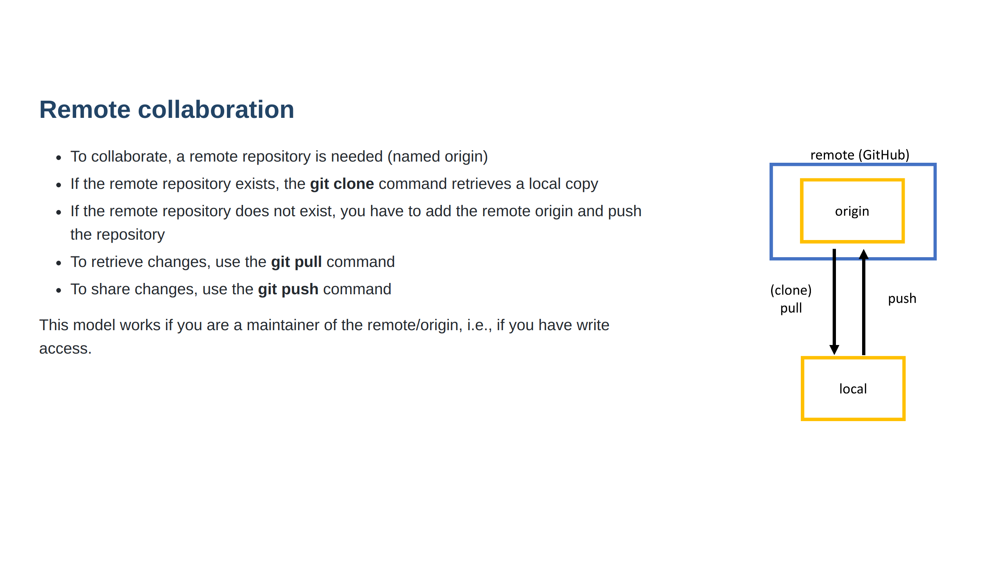 Remote collaboration
To collaborate, a remote repository is needed (named origin)
If the remote repository exists, the git clone command retrieves a local copy
If the remote repository does not exist, you have to add the remote origin and push
the repository
To retrieve changes, use the git pull command
To share changes, use the git push command
This model works if you are a maintainer of the remote/origin, i.e., if you have write
access.
remote (GitHub)
origin
(clone)
pull
push
local